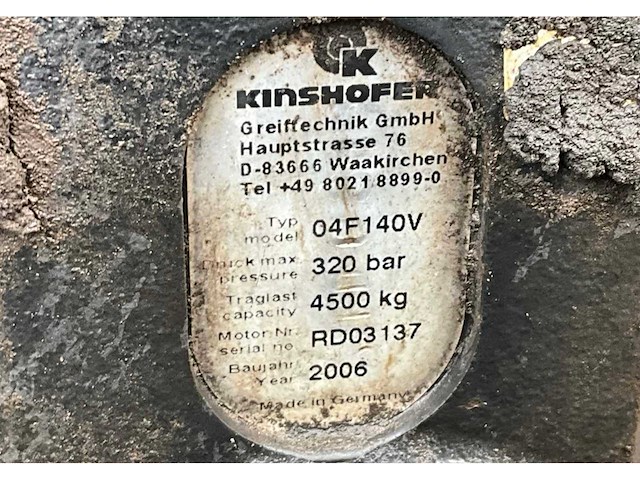 K
KINSHOFER
Greiftechnik GmbH
Hauptstrasse 76
D-83666 Waakirchen
Tel +49 8021 8899-0
Typ
model 04F140V
Druck max.
pressure 320 bar
Traglast
capacity 4500 kg
Motor Nr.
serial no. RD03137
Baujahr
Year 2006
Made in Germany